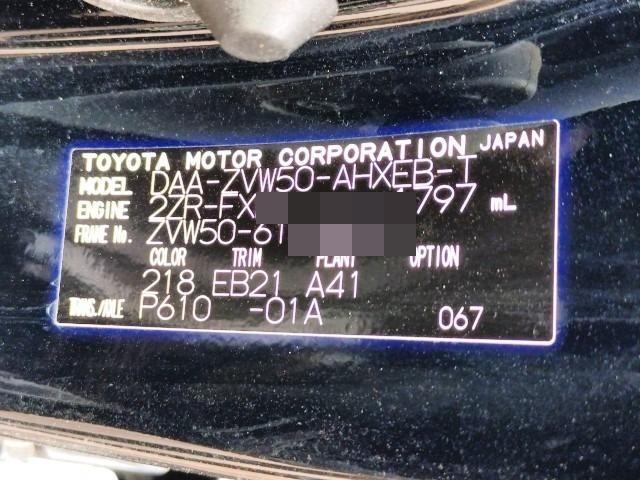 TOYOTA MOTOR CORPORATION JAPAN
MODEL DAA-ZVW50-AHXEB-T
ENGINE 2ZR-FX 1797 mL
FRAME No. ZVW50-61
COLOR TRIM PLANT OPTION
218 EB21 A41
TRANS./AXLE P610 -01A 067